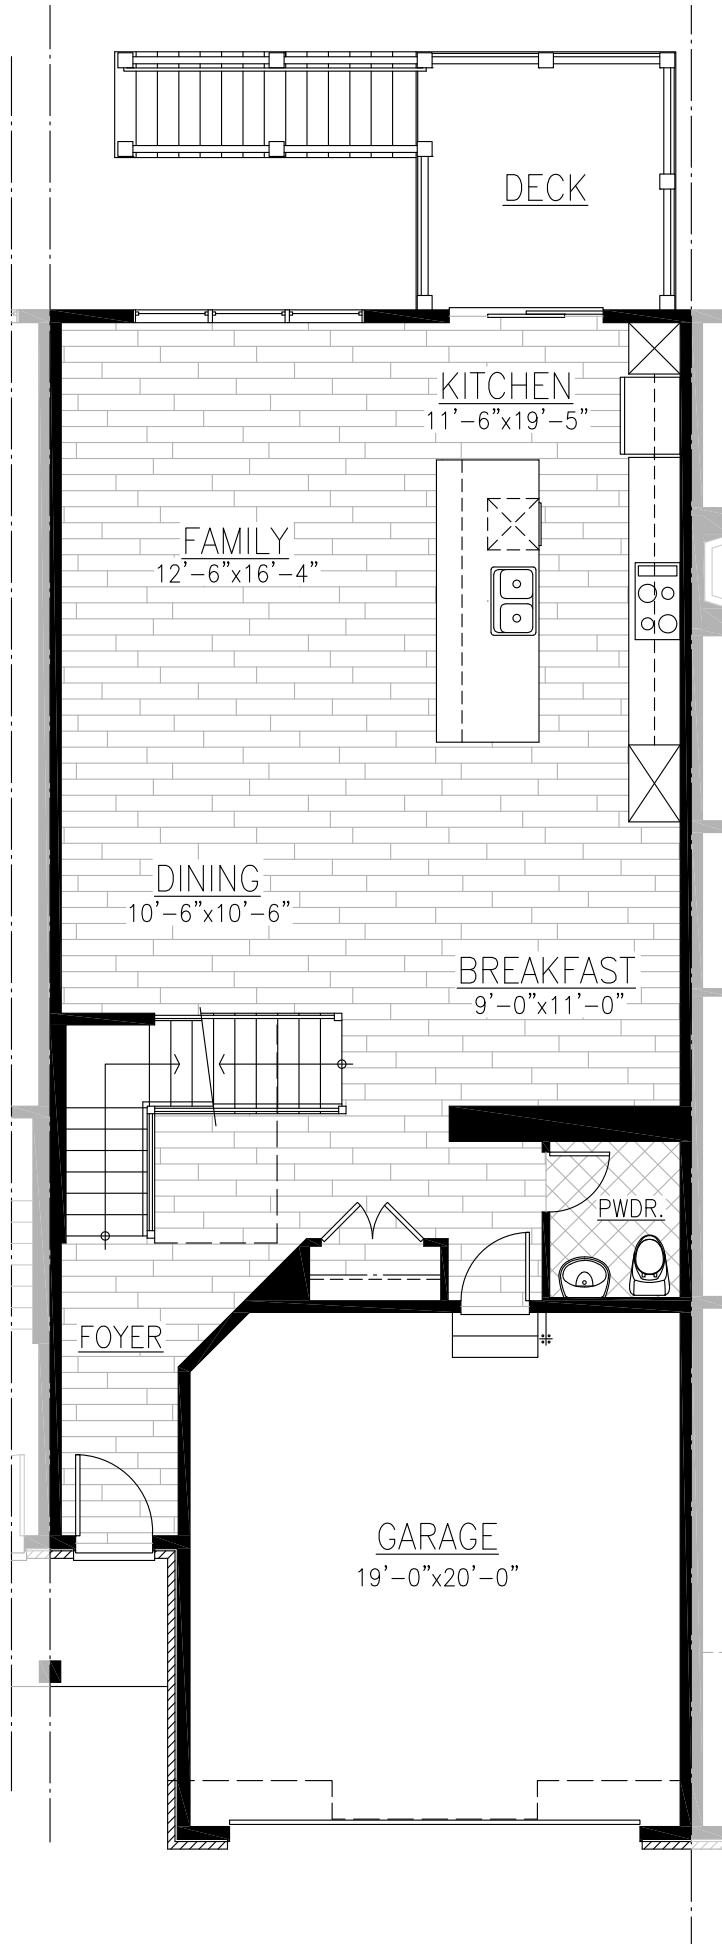 DECK
KITCHEN
11'-6"x19'-5"
FAMILY
12'-6"x16'-4"
DINING
10'-6"x10'-6"
BREAKFAST
9'-0"x11'-0"
PWDR.
FOYER
GARAGE
19'-0"x20'-0"